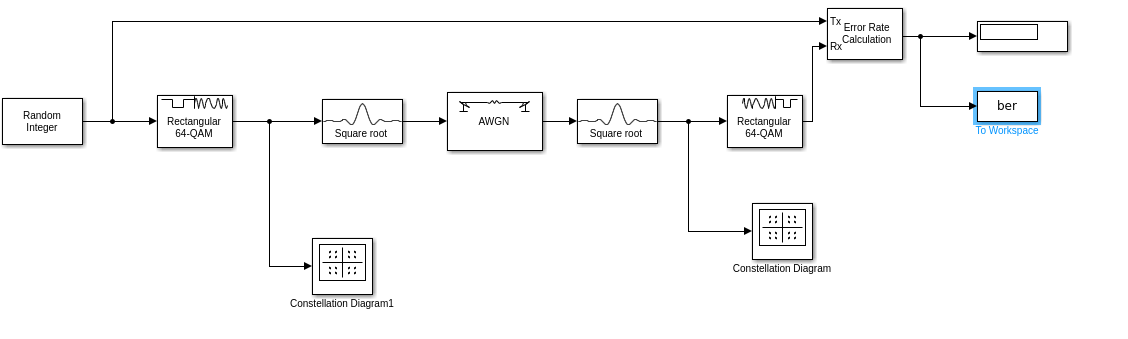 Tx
Error Rate
Calculation
Rx
Random
Integer
Rectangular
64-QAM
Square root
AWGN
Square root
Rectangular
64-QAM
ber
To Workspace
Constellation Diagram
Constellation Diagram1